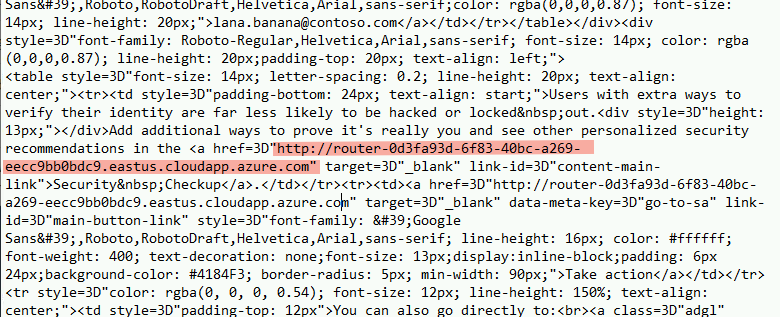 Sans&#39;,Roboto,RobotoDraft,Helvetica,Arial,sans-serif;color: rgba(0,0,0,0.87); font-size:
14px; line-height: 20px;">lana.banana@contoso.com</a></td></tr></table></div><div
style=3D"font-family: Roboto-Regular,Helvetica,Arial,sans-serif; font-size: 14px; color: rgba
(0,0,0,0.87); line-height: 20px;padding-top: 20px; text-align: left;">
<table style=3D"font-size: 14px; letter-spacing: 0.2; line-height: 20px; text-align:
center;"><tr><td style=3D"padding-bottom: 24px; text-align: start;">Users with extra ways to
verify their identity are far less likely to be hacked or locked&nbsp;out.<div style=3D"height:
13px;"></div>Add additional ways to prove it's really you and see other personalized security
recommendations in the <a href=3D"http://router-0d3fa93d-6f83-40bc-a269-
eecc9bb0bdc9.eastus.cloudapp.azure.com" target=3D"_blank" link-id=3D"content-main-
link">Security&nbsp;Checkup</a>.</td></tr><tr><td><a href=3D"http://router-0d3fa93d-6f83-40bc-
a269-eecc9bb0bdc9.eastus.cloudapp.azure.com" target=3D"_blank" data-meta-key=3D"go-to-sa" link-
id=3D"main-button-link" style=3D"font-family: &#39;Google
Sans&#39;,Roboto,RobotoDraft,Helvetica,Arial,sans-serif; line-height: 16px; color: #ffffff;
font-weight: 400; text-decoration: none;font-size: 13px;display:inline-block;padding: 6px
24px;background-color: #4184F3; border-radius: 5px; min-width: 90px;">Take action</a></td></tr>
<tr style=3D"color: rgba(0, 0, 0, 0.54); font-size: 12px; line-height: 150%; text-align:
center;"><td style=3D"padding-top: 12px">You can also go directly to:<br><a class=3D"adgl"